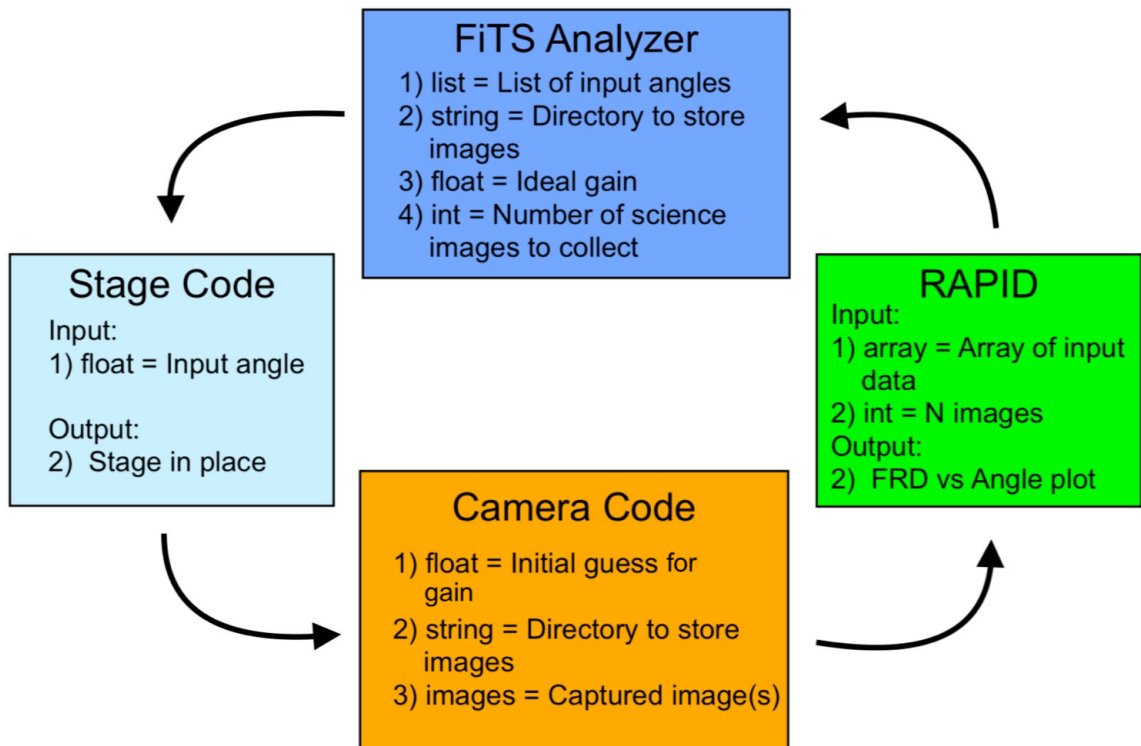 FiTS Analyzer
1) list = List of input angles
2) string = Directory to store
images
3) float = Ideal gain
4) int = Number of science
images to collect
Stage Code
Input:
1) float = Input angle
Output:
2) Stage in place
Camera Code
1) float = Initial guess for
gain
2) string = Directory to store
images
3) images = Captured image(s)
RAPID
Input:
1) array = Array of input
data
2) int = N images
Output:
2) FRD vs Angle plot